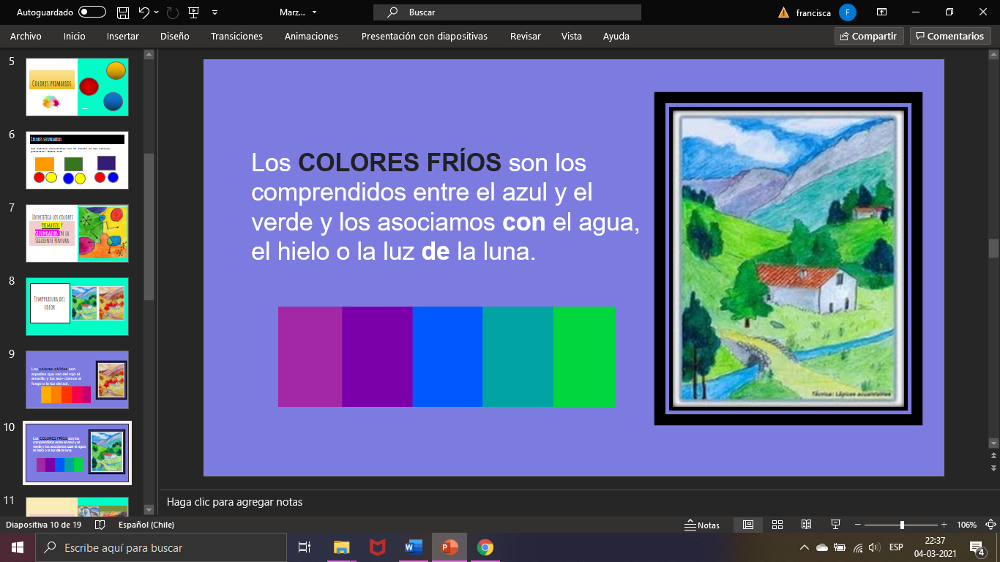 Autoguardado
Marz...
Buscar
francisca
F
Archivo
Inicio
Insertar
Diseño
Transiciones
Animaciones
Presentación con diapositivas
Revisar
Vista
Ayuda
Compartir
Comentarios
5
Colores primarios
6
Colores secundarios
7
Identifica los colores
primarios y
secundarios en la
siguiente pintura
8
Temperatura del
color
9
Los colores cálidos son
aquellos que van del rojo al
amarillo y los aso- ciamos al
fuego o la luz del sol.
10
Los COLORES FRÍOS son los
comprendidos entre el azul y el
verde y los asociamos con el agua,
el hielo o la luz de la luna.
11
Los COLORES FRÍOS son los
comprendidos entre el azul y el
verde y los asociamos con el agua,
el hielo o la luz de la luna.
Técnica: Lápices acuarelables
Haga clic para agregar notas
Diapositiva 10 de 19
Español (Chile)
Notas
106%
Escribe aquí para buscar
ESP
22:37
04-03-2021
4